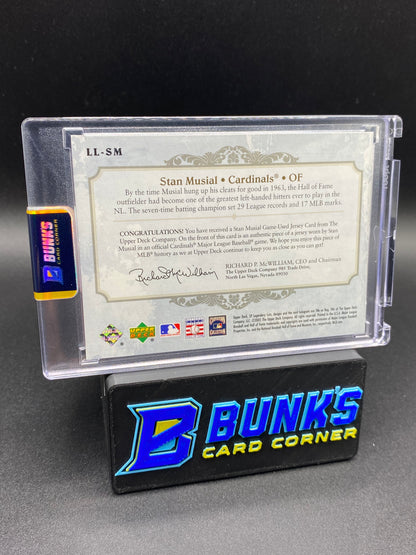 LL-SM
Stan Musial • Cardinals® • OF
By the time Musial hung up his cleats for good in 1963, the Hall of Fame
outfielder had become one of the greatest left-handed hitters ever to play in the
NL. The seven-time batting champion set 29 League records and 17 MLB marks.
CONGRATULATIONS! You have received a Stan Musial Game-Used Jersey Card from The
Upper Deck Company. On the front of this card is an authentic piece of a jersey worn by Stan
Musial in an official Cardinals® Major League Baseball® game. We hope you enjoy this piece of
MLB® history as we at Upper Deck continue to keep you as close as you can get!
Richard McWilliam
RICHARD P. McWILLIAM, CEO and Chairman
The Upper Deck Company 985 Trade Drive,
North Las Vegas, Nevada 89030
UPPER DECK
BUNK'S
CARD CORNER
BUNK'S
CARD CORNER